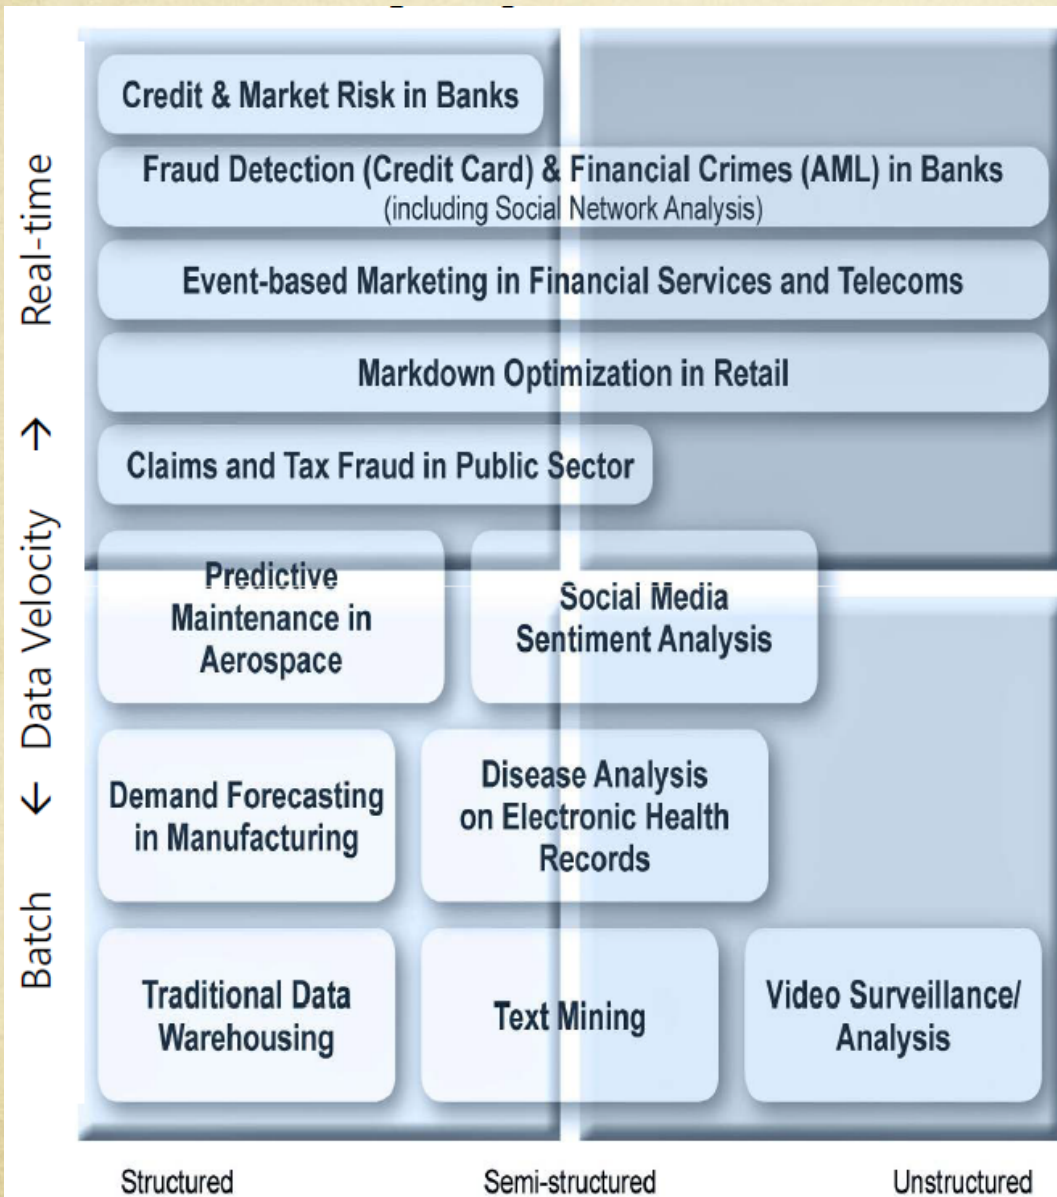 Credit & Market Risk in Banks
Fraud Detection (Credit Card) & Financial Crimes (AML) in Banks
(including Social Network Analysis)
Event-based Marketing in Financial Services and Telecoms
Markdown Optimization in Retail
Claims and Tax Fraud in Public Sector
Predictive
Maintenance in
Aerospace
Social Media
Sentiment Analysis
Demand Forecasting
in Manufacturing
Disease Analysis
on Electronic Health
Records
Traditional Data
Warehousing
Text Mining
Video Surveillance/
Analysis
Batch ← Data Velocity → Real-time
Structured Semi-structured Unstructured